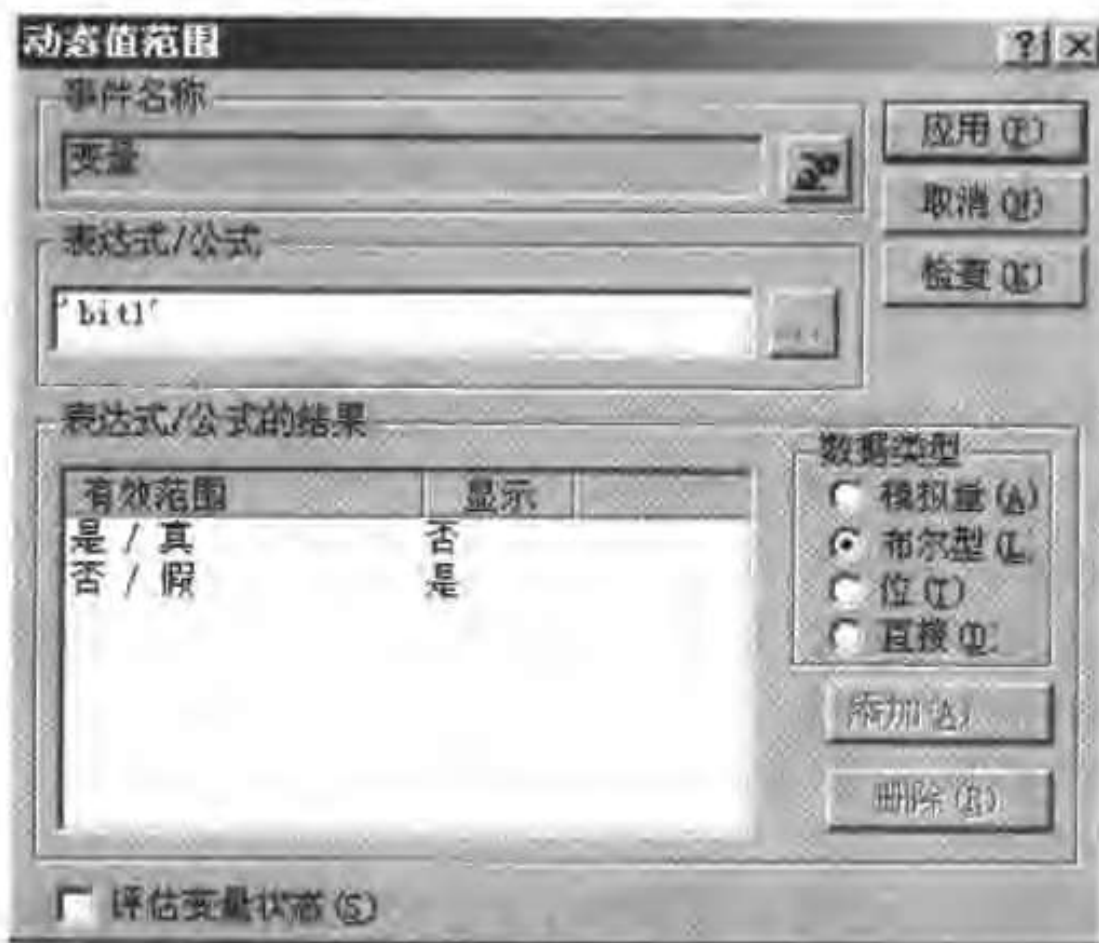 动态值范围
事件名称
变量
应用(P)
取消(N)
检查(K)
表达式/公式
'bit1'
...
表达式/公式的结果
有效范围 显示
是 / 真 否
否 / 假 是
数据类型
模拟量(A)
布尔型(L)
位(T)
直接(D)
添加(A)...
删除(R)
评估变量状态(S)